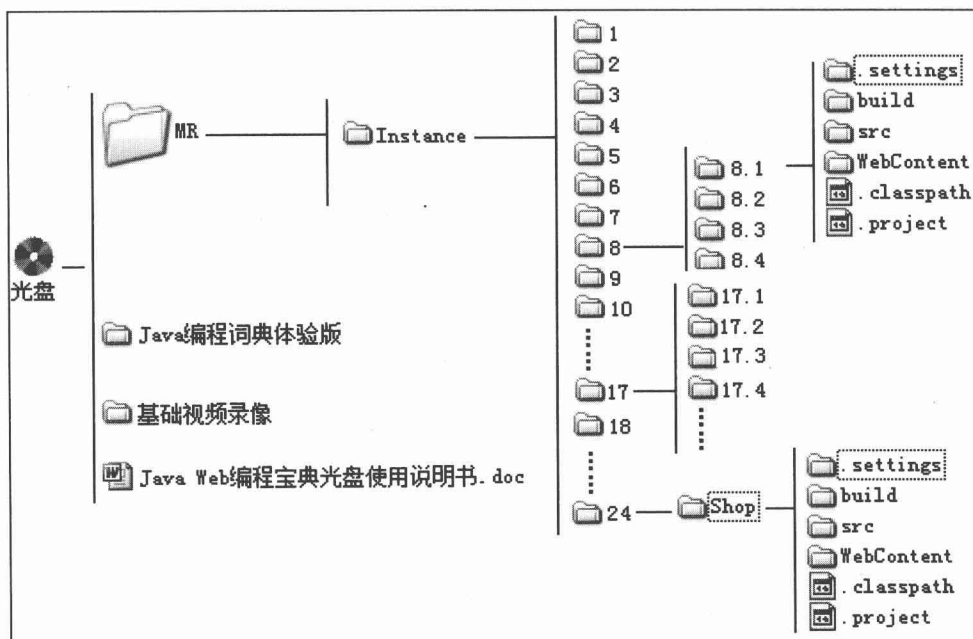 光盘
MR
Java编程词典体验版
基础视频录像
Java Web编程宝典光盘使用说明书.doc
Instance
1
2
3
4
5
6
7
8
9
10
17
18
24
8.1
8.2
8.3
8.4
17.1
17.2
17.3
17.4
.settings
build
src
WebContent
.classpath
.project
Shop
.settings
build
src
WebContent
.classpath
.project